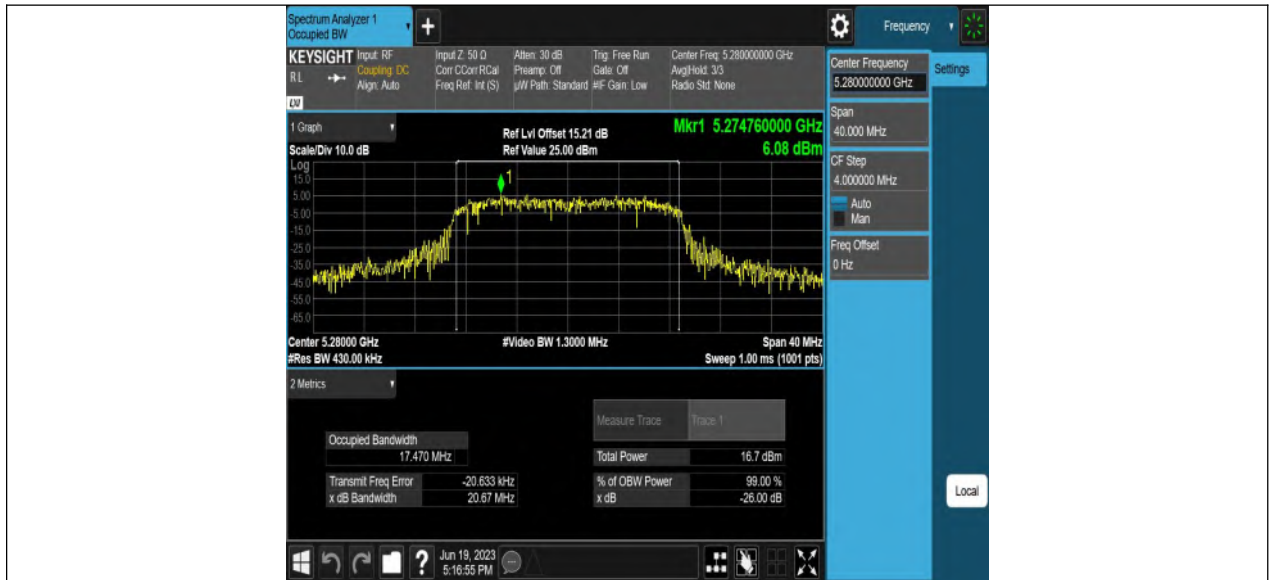 Spectrum Analyzer 1
Occupied BW
+
Frequency
KEYSIGHT Input: RF Input Z: 50 Ω Atten: 30 dB Trig: Free Run Center Freq: 5.280000000 GHz
RL Coupling: DC Corr CCorr RCal Preamp: Off Gate: Off Avg|Hold: 3/3
Align: Auto Freq Ref: Int (S) µW Path: Standard #IF Gain: Low Radio Std: None
LXI
Center Frequency
5.280000000 GHz
Settings
Span
40.000 MHz
CF Step
4.000000 MHz
Auto
Man
Freq Offset
0 Hz
Local
1 Graph
Ref Lvl Offset 15.21 dB
Mkr1 5.274760000 GHz
Scale/Div 10.0 dB
Ref Value 25.00 dBm
6.08 dBm
Log
15.0
5.00
-5.00
-15.0
-25.0
-35.0
-45.0
-55.0
-65.0
1
Center 5.28000 GHz #Video BW 1.3000 MHz Span 40 MHz
#Res BW 430.00 kHz Sweep 1.00 ms (1001 pts)
2 Metrics
Measure Trace Trace 1
Occupied Bandwidth
17.470 MHz
Total Power 16.7 dBm
Transmit Freq Error -20.633 kHz
% of OBW Power 99.00 %
x dB Bandwidth 20.67 MHz
x dB -26.00 dB
? Jun 19, 2023
5:16:55 PM